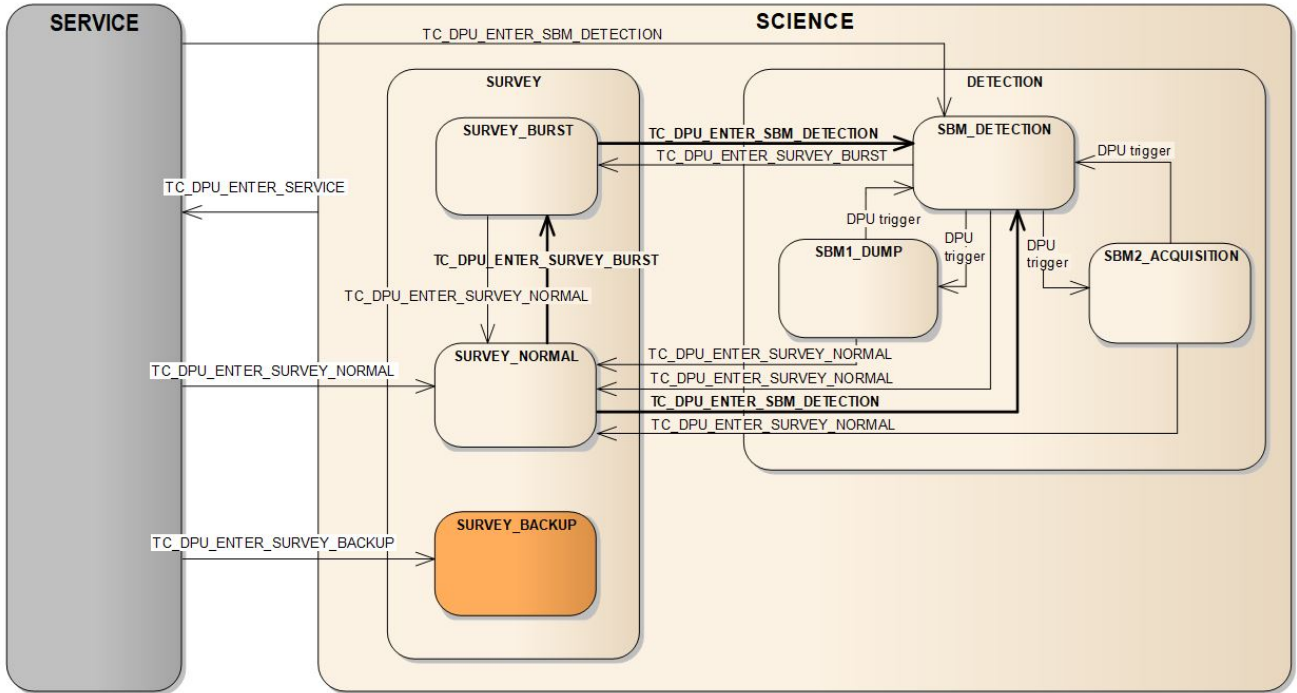 SERVICE
SCIENCE
TC_DPU_ENTER_SBM_DETECTION
SURVEY
DETECTION
SURVEY_BURST
SBM_DETECTION
TC_DPU_ENTER_SBM_DETECTION
TC_DPU_ENTER_SURVEY_BURST
DPU trigger
TC_DPU_ENTER_SERVICE
DPU trigger
DPU
trigger
DPU
trigger
SBM1_DUMP
SBM2_ACQUISITION
TC_DPU_ENTER_SURVEY_BURST
TC_DPU_ENTER_SURVEY_NORMAL
SURVEY_NORMAL
TC_DPU_ENTER_SURVEY_NORMAL
TC_DPU_ENTER_SURVEY_NORMAL
TC_DPU_ENTER_SURVEY_NORMAL
TC_DPU_ENTER_SBM_DETECTION
TC_DPU_ENTER_SURVEY_NORMAL
SURVEY_BACKUP
TC_DPU_ENTER_SURVEY_BACKUP